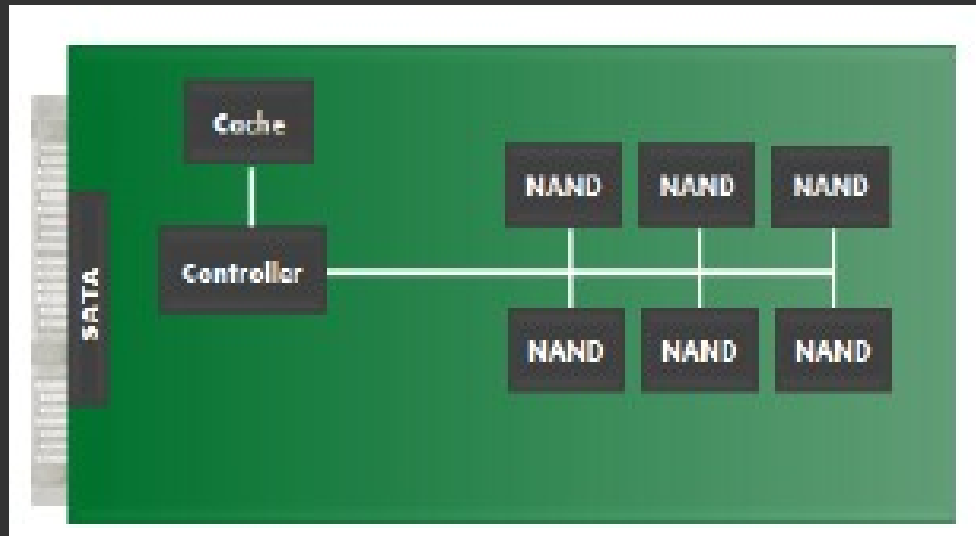 Cache
NAND NAND NAND
Controller
SATA
NAND NAND NAND